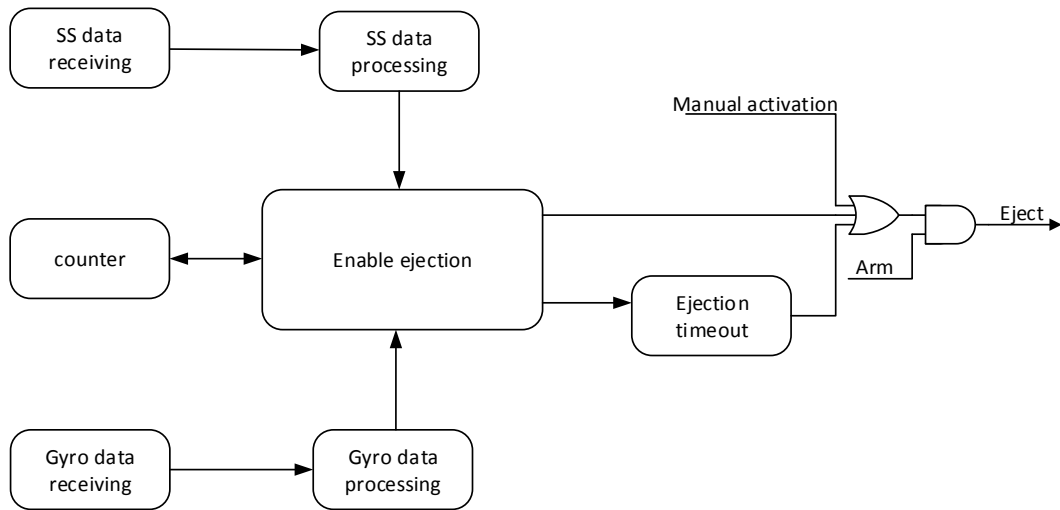 SS data
receiving
SS data
processing
Manual activation
Eject
counter
Enable ejection
Arm
Ejection
timeout
Gyro data
receiving
Gyro data
processing